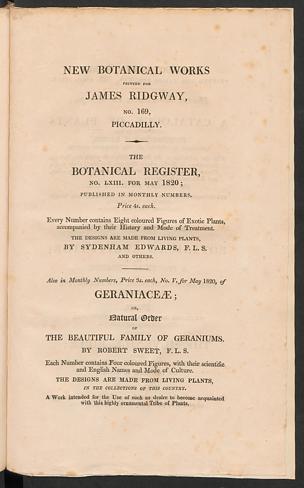 NEW BOTANICAL WORKS
PRINTED FOR
JAMES RIDGWAY,
NO. 169,
PICCADILLY.
THE
BOTANICAL REGISTER,
NO. LXIII. FOR MAY 1820;
PUBLISHED IN MONTHLY NUMBERS.
Price 4s. each.
Every Number contains Eight coloured Figures of Exotic Plants,
accompanied by their History and Mode of Treatment.
THE DESIGNS ARE MADE FROM LIVING PLANTS,
BY SYDENHAM EDWARDS, F. L. S.
AND OTHERS.
Also in Monthly Numbers, Price 3s. each, No. V. for May 1820, of
GERANIACEÆ;
OR,
Natural Order
OF
THE BEAUTIFUL FAMILY OF GERANIUMS.
BY ROBERT SWEET, F. L. S.
Each Number contains Four coloured Figures, with their scientific
and English Names and Mode of Culture.
THE DESIGNS ARE MADE FROM LIVING PLANTS,
IN THE COLLECTIONS OF THIS COUNTRY.
A Work intended for the Use of such as desire to become acquainted
with this highly ornamental Tribe of Plants.